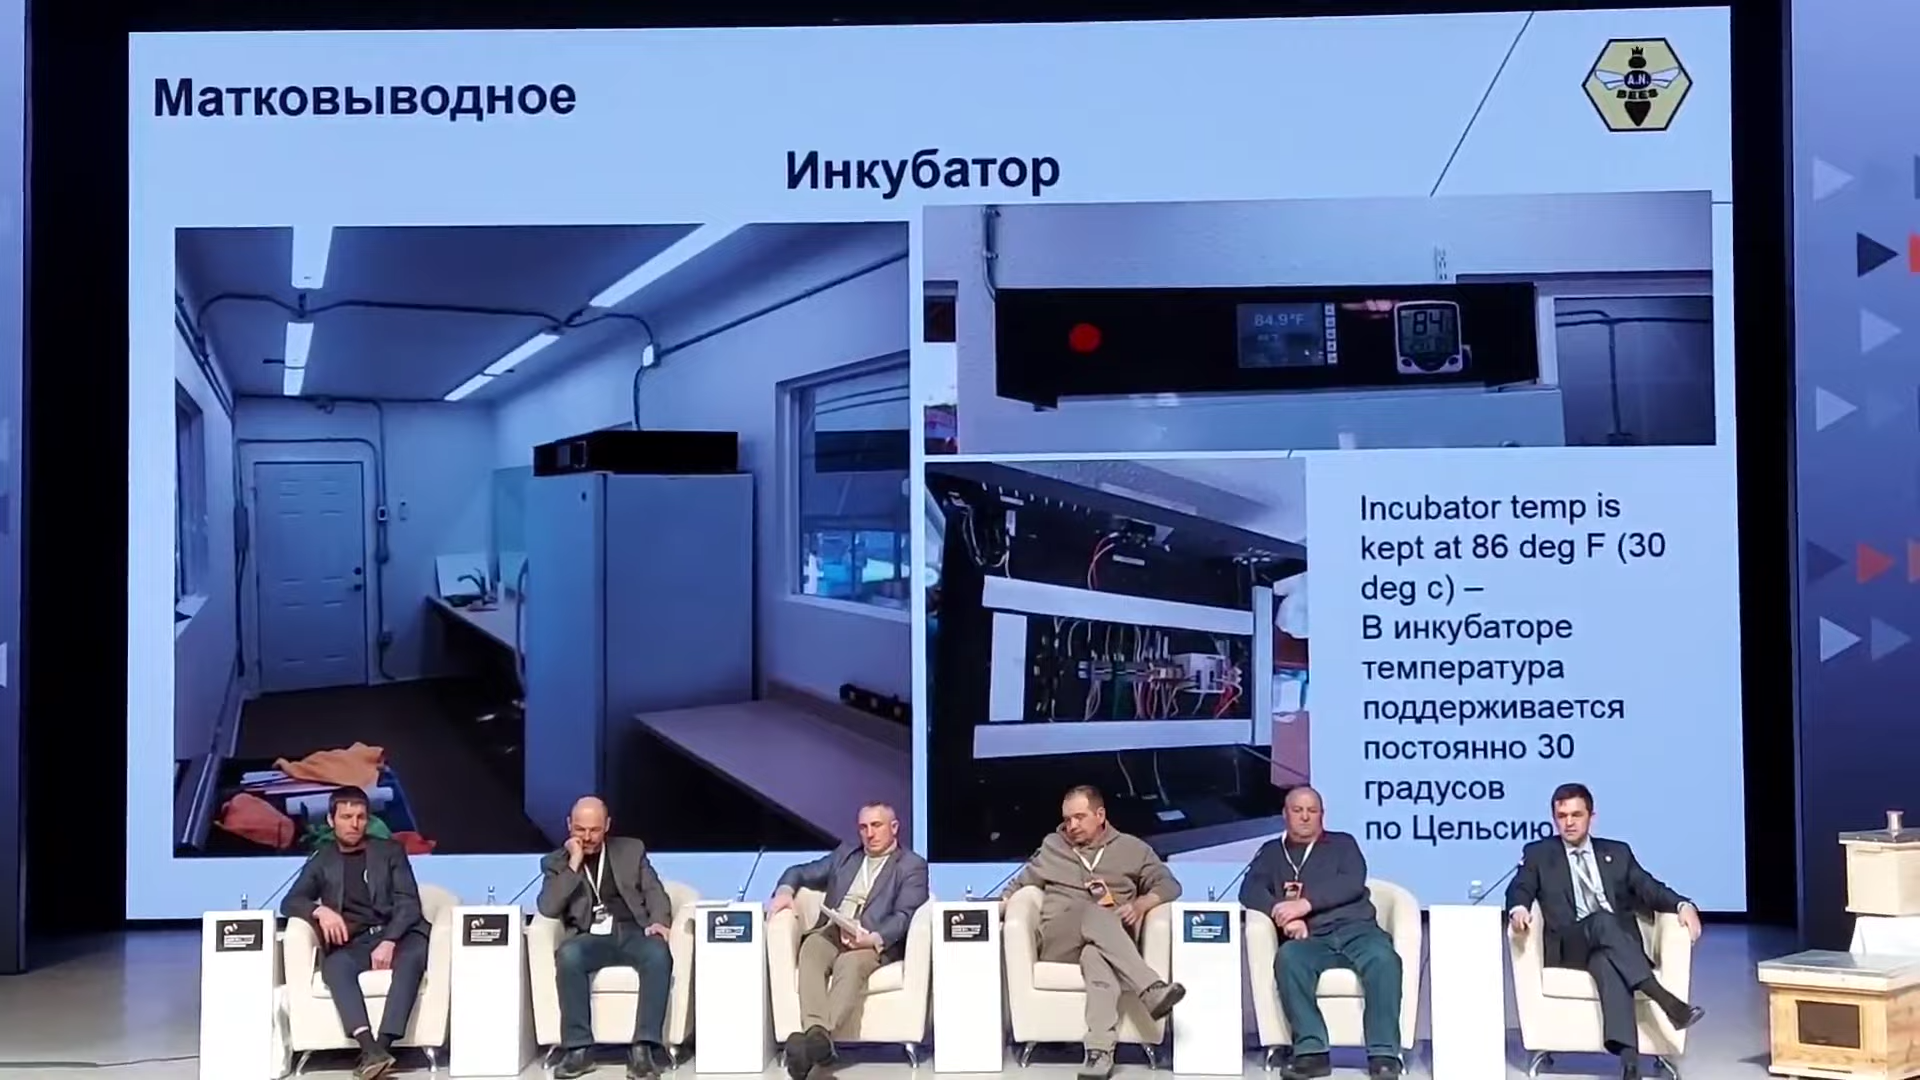 Матковыводное
A.N.
BEES
Инкубатор
84.9°F
84
Incubator temp is
kept at 86 deg F (30
deg c) –
В инкубаторе
температура
поддерживается
постоянно 30
градусов
по Цельсию